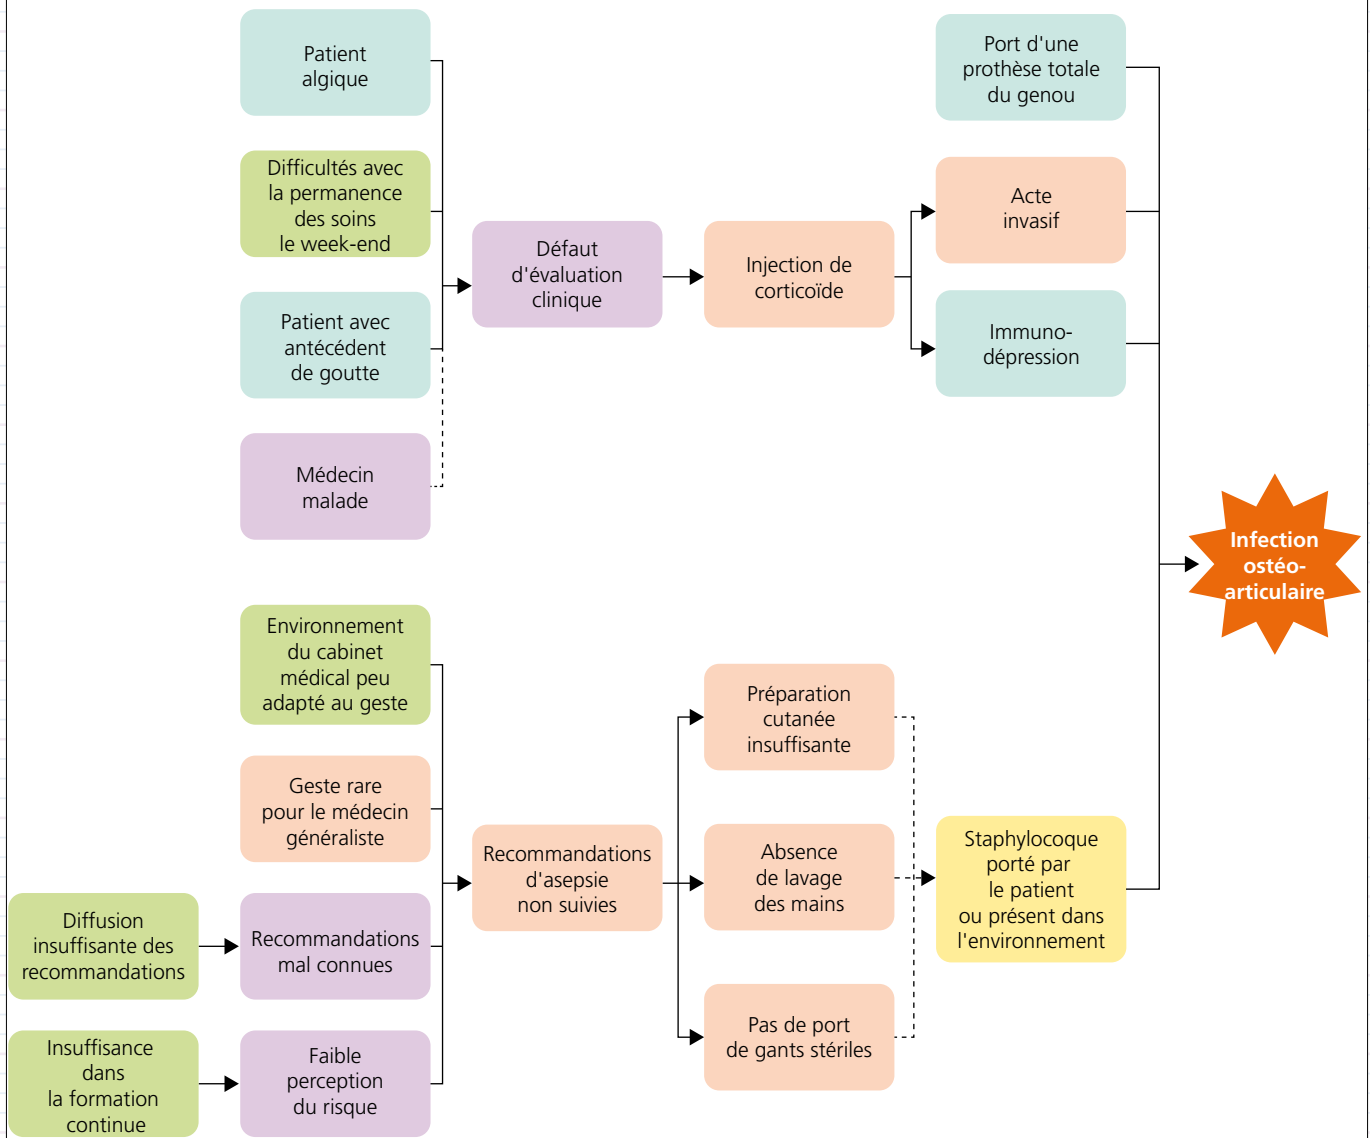 Patient
algique
Difficultés avec
la permanence
des soins
le week-end
Patient avec
antécédent
de goutte
Médecin
malade
Défaut
d'évaluation
clinique
Injection de
corticoïde
Port d'une
prothèse totale
du genou
Acte
invasif
Immuno-
dépression
Infection
ostéo-
articulaire
Environnement
du cabinet
médical peu
adapté au geste
Geste rare
pour le médecin
généraliste
Diffusion
insuffisante des
recommandations
Recommandations
mal connues
Insuffisance
dans
la formation
continue
Faible
perception
du risque
Recommandations
d'asepsie
non suivies
Préparation
cutanée
insuffisante
Absence
de lavage
des mains
Pas de port
de gants stériles
Staphylocoque
porté par
le patient
ou présent dans
l'environnement